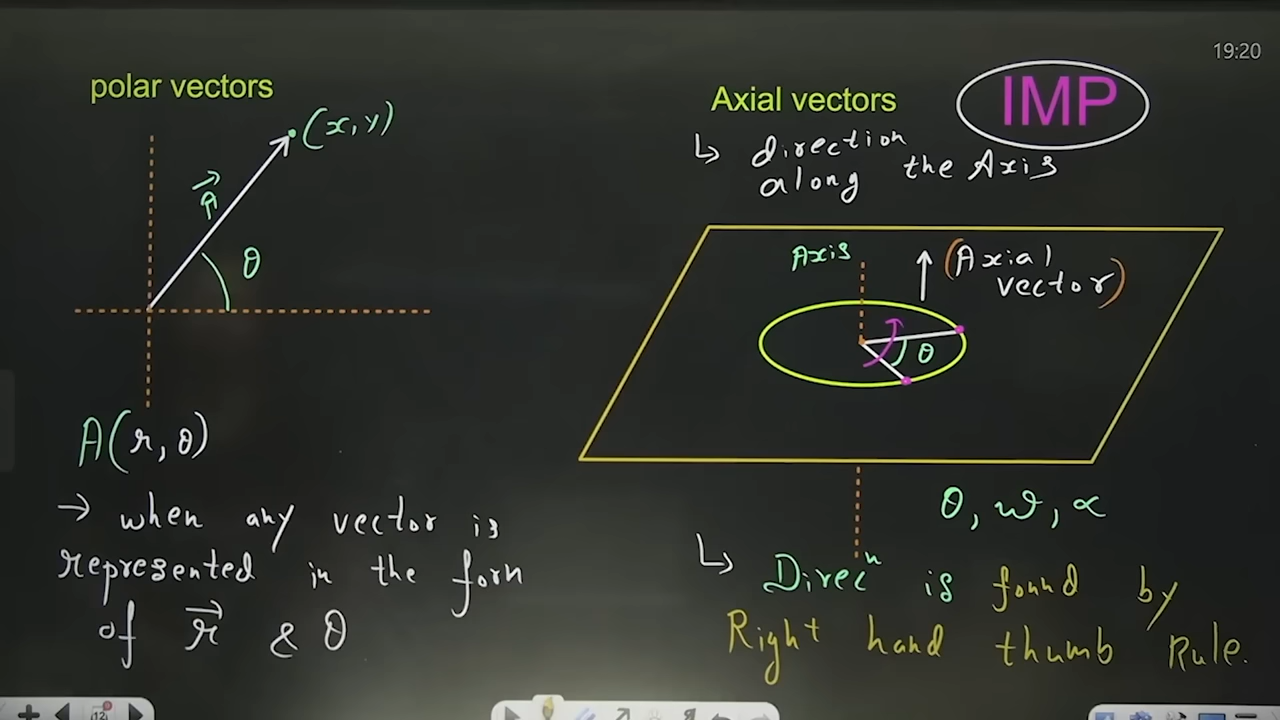 19:20
polar vectors
(x,y)
A
θ
A(r,θ)
→ when any vector is
represented in the form
of r & θ
Axial vectors
IMP
↳ direction
along the Axis
Axis
(Axial
vector)
θ
θ, ω, α
↳ Direcⁿ is found by
Right hand thumb Rule.
12